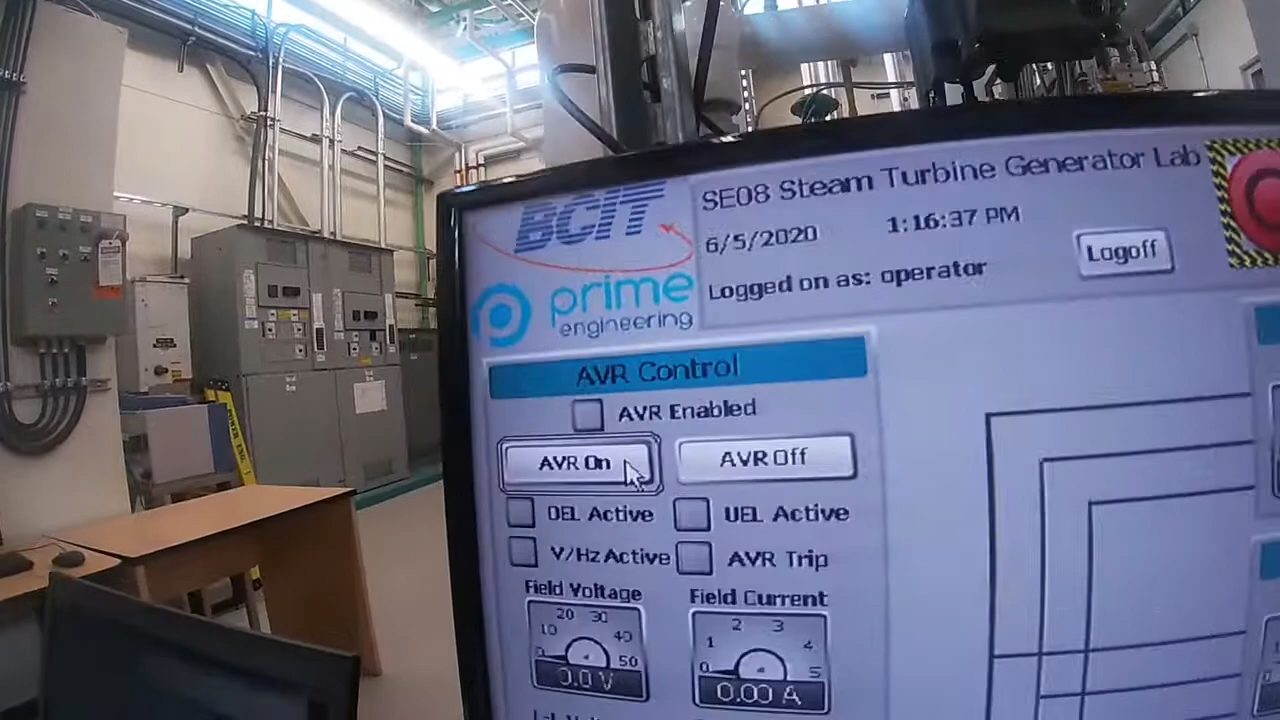 BCIT
prime
engineering
SE08 Steam Turbine Generator Lab
6/5/2020 1:16:37 PM
Logged on as: operator
Logoff
AVR Control
AVR Enabled
AVR On
AVR Off
OEL Active
UEL Active
V/Hz Active
AVR Trip
Field Voltage
0 10 20 30 40 50
0.0 V
Field Current
0 1 2 3 4 5
0.00 A